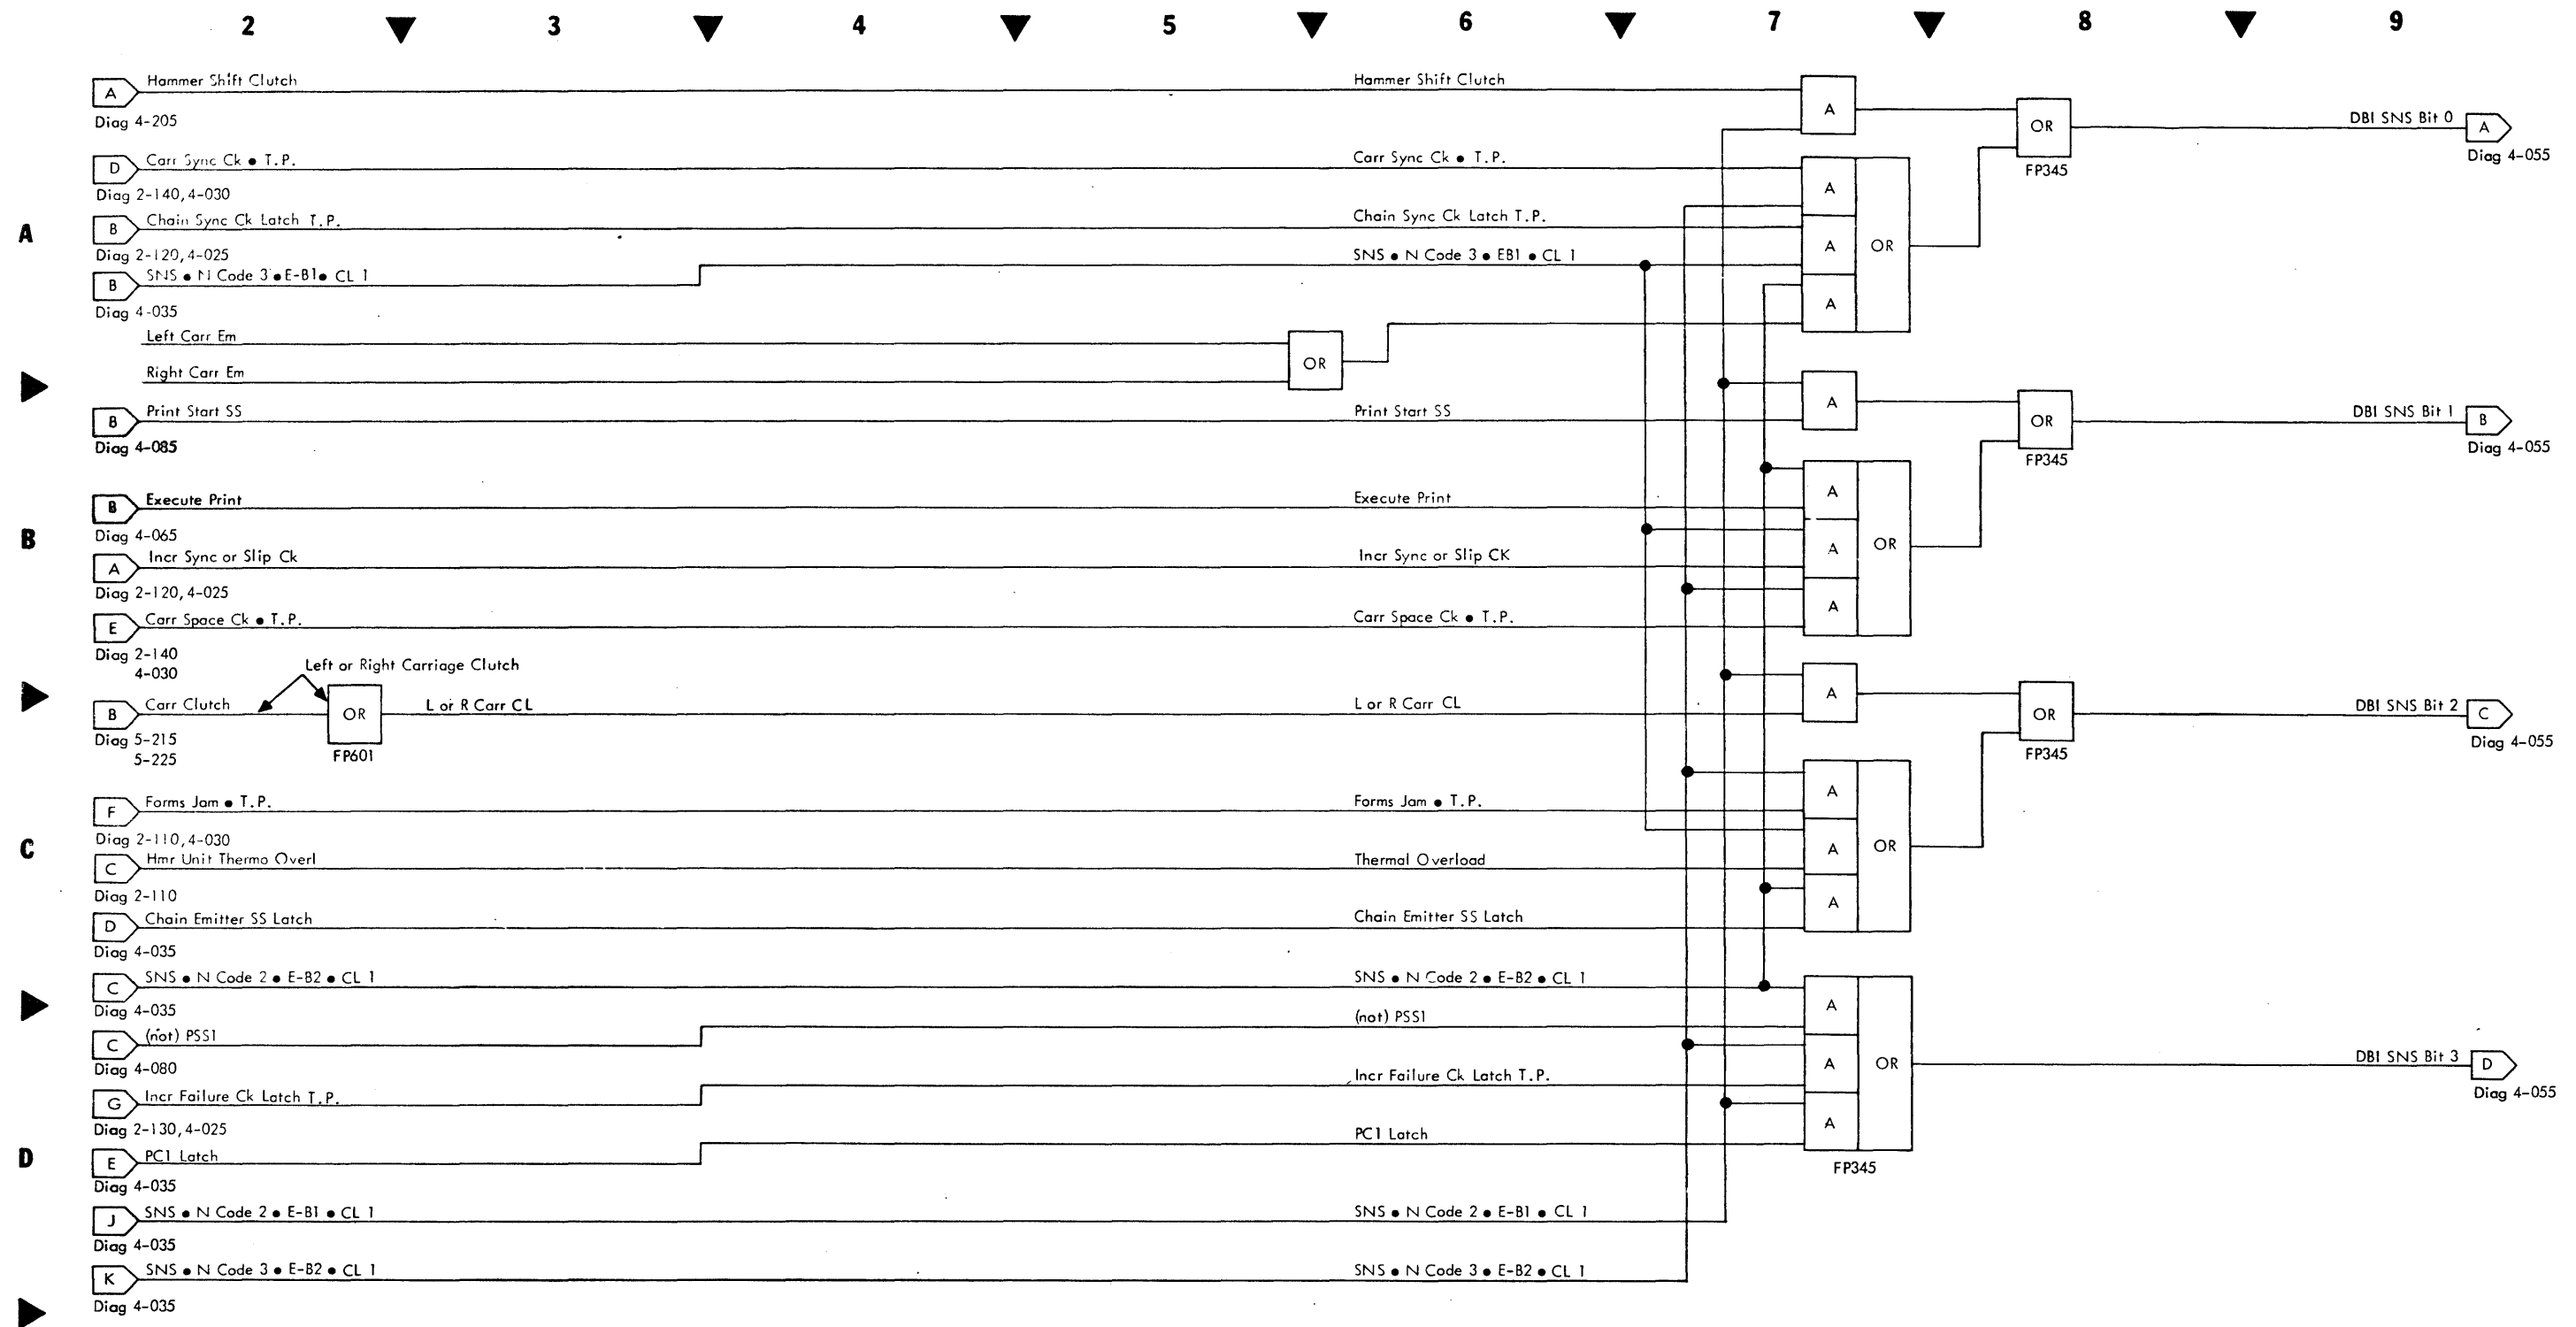 2 3 4 5 6 7 8 9
A Hammer Shift Clutch Hammer Shift Clutch A
Diag 4-205
OR DBI SNS Bit 0 A
FP345 Diag 4-055
D Carr Sync Ck • T.P. Carr Sync Ck • T.P. A
Diag 2-140, 4-030
A
B Chain Sync Ck Latch T.P. Chain Sync Ck Latch T.P. A OR
Diag 2-120, 4-025
B SNS • N Code 3 • E-B1 • CL 1 SNS • N Code 3 • EB1 • CL 1 A
Diag 4-035
Left Carr Em OR
Right Carr Em
A
B Print Start SS Print Start SS OR DBI SNS Bit 1 B
Diag 4-085 FP345 Diag 4-055
B Execute Print Execute Print A
Diag 4-065
B
A Incr Sync or Slip Ck Incr Sync or Slip CK A OR
Diag 2-120, 4-025
A
E Carr Space Ck • T.P. Carr Space Ck • T.P.
Diag 2-140
4-030
Left or Right Carriage Clutch
B Carr Clutch OR L or R Carr CL L or R Carr CL A OR DBI SNS Bit 2 C
Diag 5-215 FP601 FP345 Diag 4-055
5-225
F Forms Jam • T.P. Forms Jam • T.P. A
Diag 2-110, 4-030
C
C Hmr Unit Thermo Overl Thermal Overload A OR
Diag 2-110
A
D Chain Emitter SS Latch Chain Emitter SS Latch
Diag 4-035
C SNS • N Code 2 • E-B2 • CL 1 SNS • N Code 2 • E-B2 • CL 1 A
Diag 4-035
C (not) PSS1 (not) PSS1
Diag 4-080
A OR DBI SNS Bit 3 D
Diag 4-055
G Incr Failure Ck Latch T.P. Incr Failure Ck Latch T.P. A
Diag 2-130, 4-025
D
E PC1 Latch PC1 Latch
Diag 4-035 FP345
J SNS • N Code 2 • E-B1 • CL 1 SNS • N Code 2 • E-B1 • CL 1
Diag 4-035
K SNS • N Code 3 • E-B2 • CL 1 SNS • N Code 3 • E-B2 • CL 1
Diag 4-035